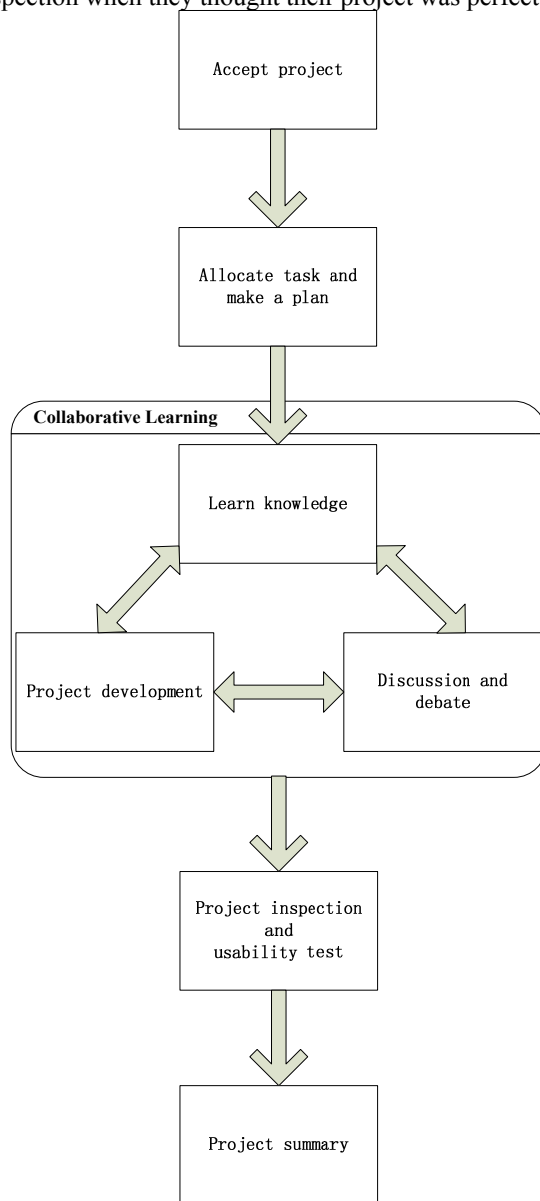 spection when they thought their project was perfect
Accept project
Allocate task and
make a plan
Collaborative Learning
Learn knowledge
Project development
Discussion and
debate
Project inspection
and
usability test
Project summary